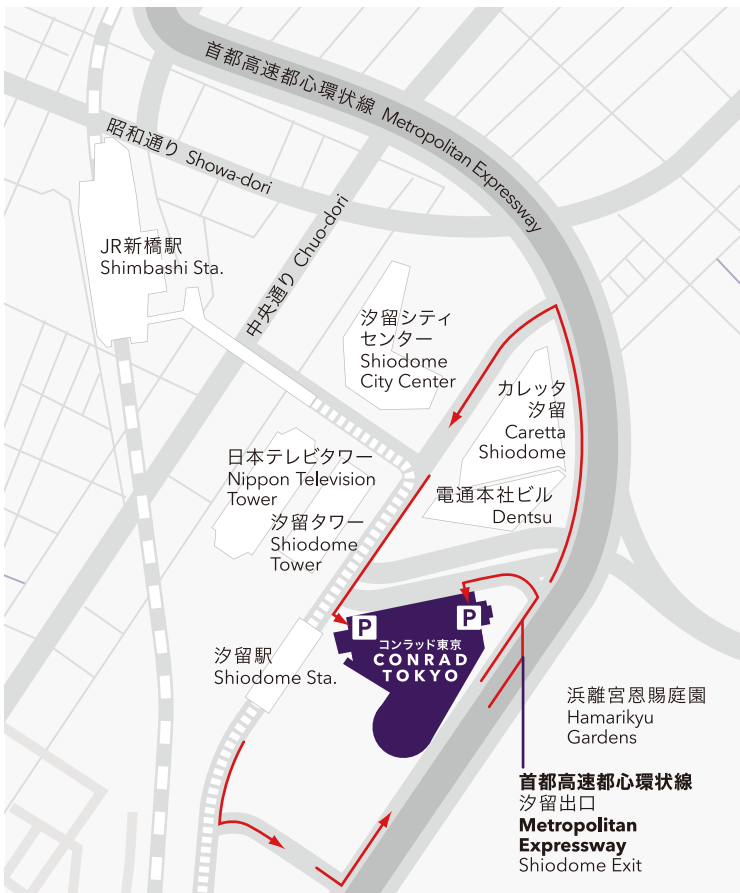 首都高速都心環状線 Metropolitan Expressway
昭和通り Showa-dori
中央通り Chuo-dori
JR新橋駅
Shimbashi Sta.
汐留シティ
センター
Shiodome
City Center
カレッタ
汐留
Caretta
Shiodome
日本テレビタワー
Nippon Television
Tower
電通本社ビル
Dentsu
汐留タワー
Shiodome
Tower
P
P
コンラッド東京
CONRAD
TOKYO
汐留駅
Shiodome Sta.
浜離宮恩賜庭園
Hamarikyu
Gardens
首都高速都心環状線
汐留出口
Metropolitan
Expressway
Shiodome Exit